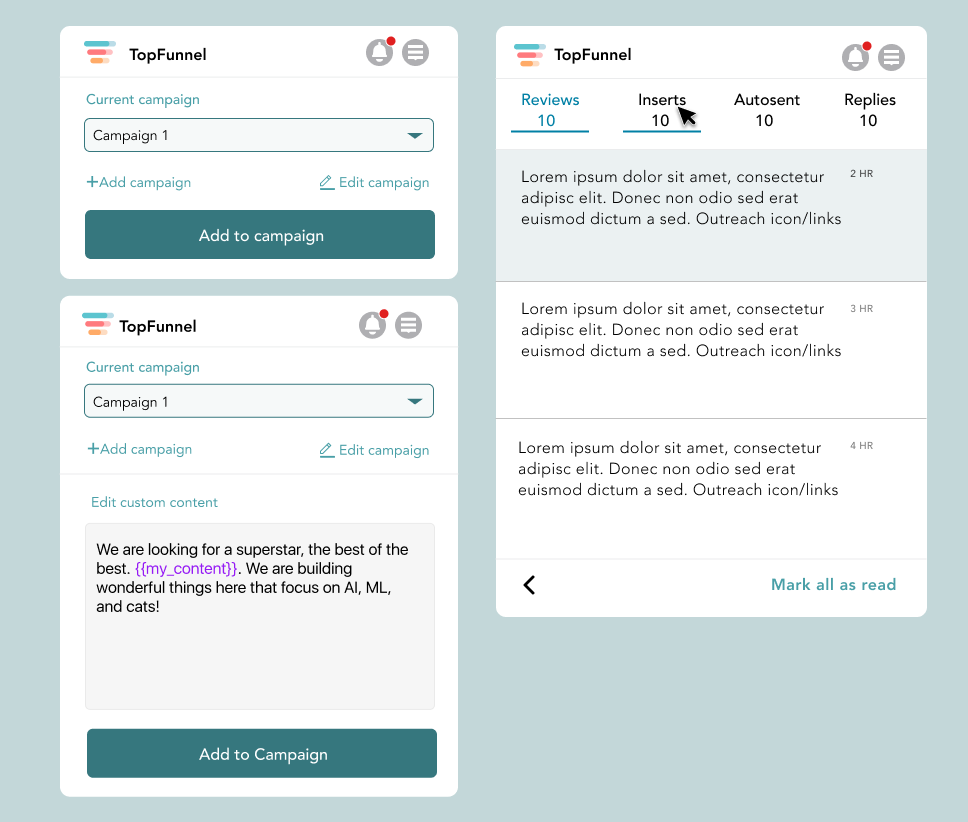 TopFunnel
Current campaign
Campaign 1
+Add campaign Edit campaign
Add to campaign
TopFunnel
Current campaign
Campaign 1
+Add campaign Edit campaign
Edit custom content
We are looking for a superstar, the best of the
best. {{my_content}}. We are building
wonderful things here that focus on AI, ML,
and cats!
Add to Campaign
TopFunnel
Reviews Inserts Autosent Replies
10 10 10 10
Lorem ipsum dolor sit amet, consectetur 2 HR
adipisc elit. Donec non odio sed erat
euismod dictum a sed. Outreach icon/links
Lorem ipsum dolor sit amet, consectetur 3 HR
adipisc elit. Donec non odio sed erat
euismod dictum a sed. Outreach icon/links
Lorem ipsum dolor sit amet, consectetur 4 HR
adipisc elit. Donec non odio sed erat
euismod dictum a sed. Outreach icon/links
Mark all as read